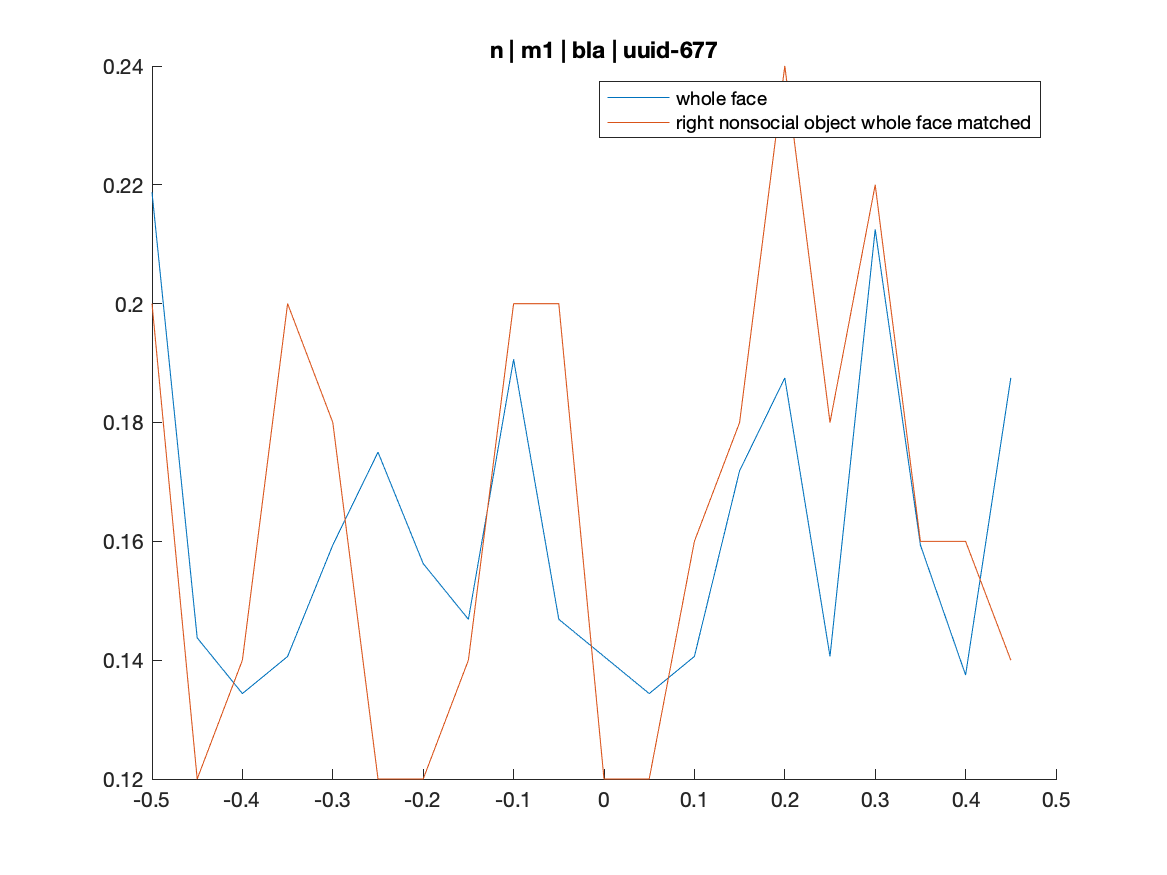 n | m1 | bla | uuid-677
whole face
right nonsocial object whole face matched
0.24
0.22
0.2
0.18
0.16
0.14
0.12
-0.5 -0.4 -0.3 -0.2 -0.1 0 0.1 0.2 0.3 0.4 0.5